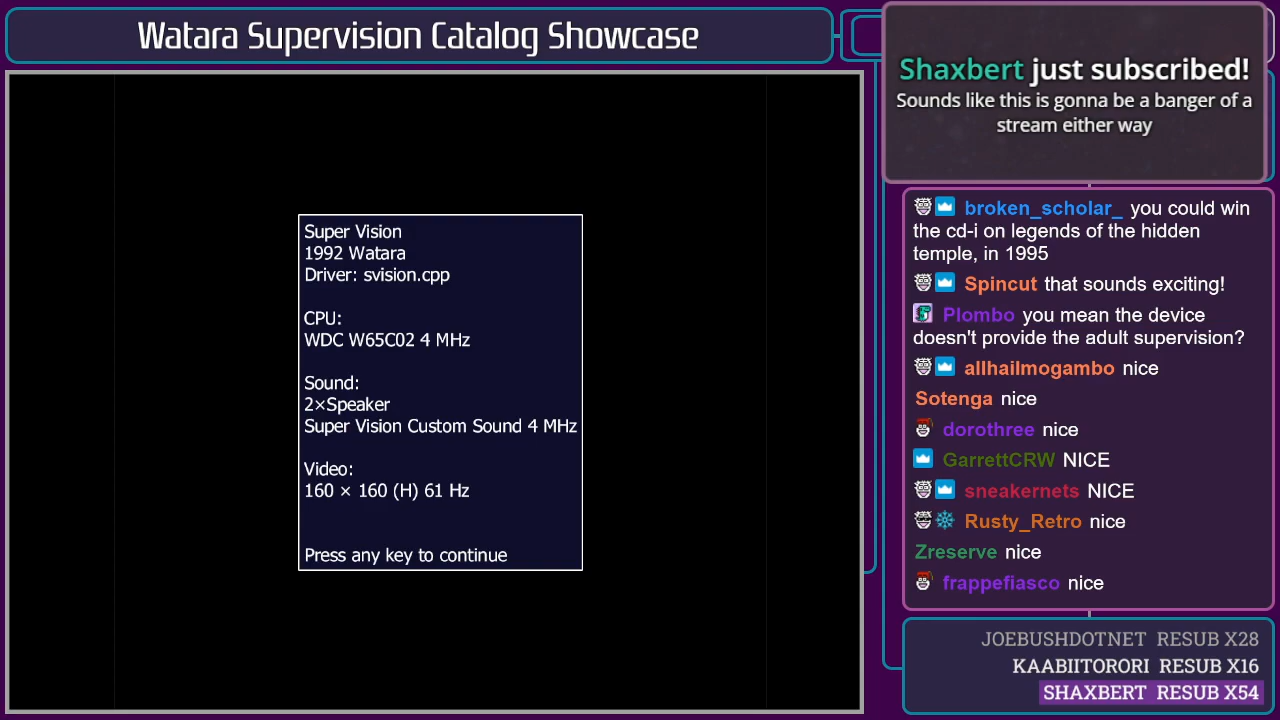 Watara Supervision Catalog Showcase
Shaxbert just subscribed!
Sounds like this is gonna be a banger of a
stream either way
Super Vision
1992 Watara
Driver: svision.cpp
CPU:
WDC W65C02 4 MHz
Sound:
2×Speaker
Super Vision Custom Sound 4 MHz
Video:
160 × 160 (H) 61 Hz
Press any key to continue
broken_scholar_ you could win
the cd-i on legends of the hidden
temple, in 1995
Spincut that sounds exciting!
Plombo you mean the device
doesn't provide the adult supervision?
allhailmogambo nice
Sotenga nice
dorothree nice
GarrettCRW NICE
sneakernets NICE
Rusty_Retro nice
Zreserve nice
frappefiasco nice
JOEBUSHDOTNET RESUB X28
KAABIITORORI RESUB X16
SHAXBERT RESUB X54